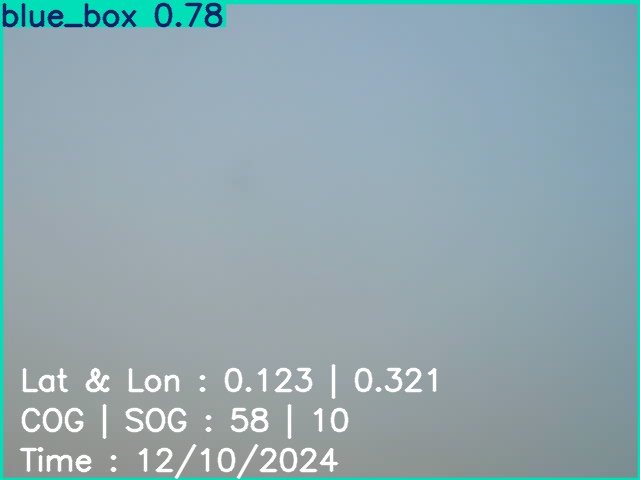 blue_box 0.78
Lat & Lon : 0.123 | 0.321
COG | SOG : 58 | 10
Time : 12/10/2024